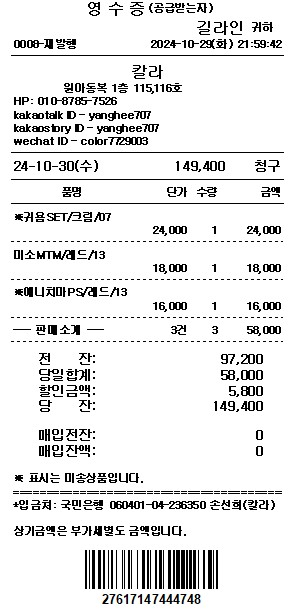 영 수 증 (공급받는자)
길라인 귀하
0008-재발행 2024-10-29(화) 21:59:42
칼라
원아동복 1층 115,116호
HP: 010-8785-7526
kakaotalk ID - yanghee707
kakaostory ID - yanghee707
wechat ID - color7729003
24-10-30(수) 149,400 청구
품명 단가 수량 금액
※귀용SET/크림/07
24,000 1 24,000
미소MTM/레드/13
18,000 1 18,000
※애니치마PS/레드/13
16,000 1 16,000
── 판매소계 ── 3건 3 58,000
전 잔: 97,200
당일합계: 58,000
할인금액: 5,800
당 잔: 149,400
매입전잔: 0
매입잔액: 0
※ 표시는 미송상품입니다.
*입금처: 국민은행 060401-04-236350 손선희(칼라)
상기금액은 부가세별도 금액입니다.
27617147444748